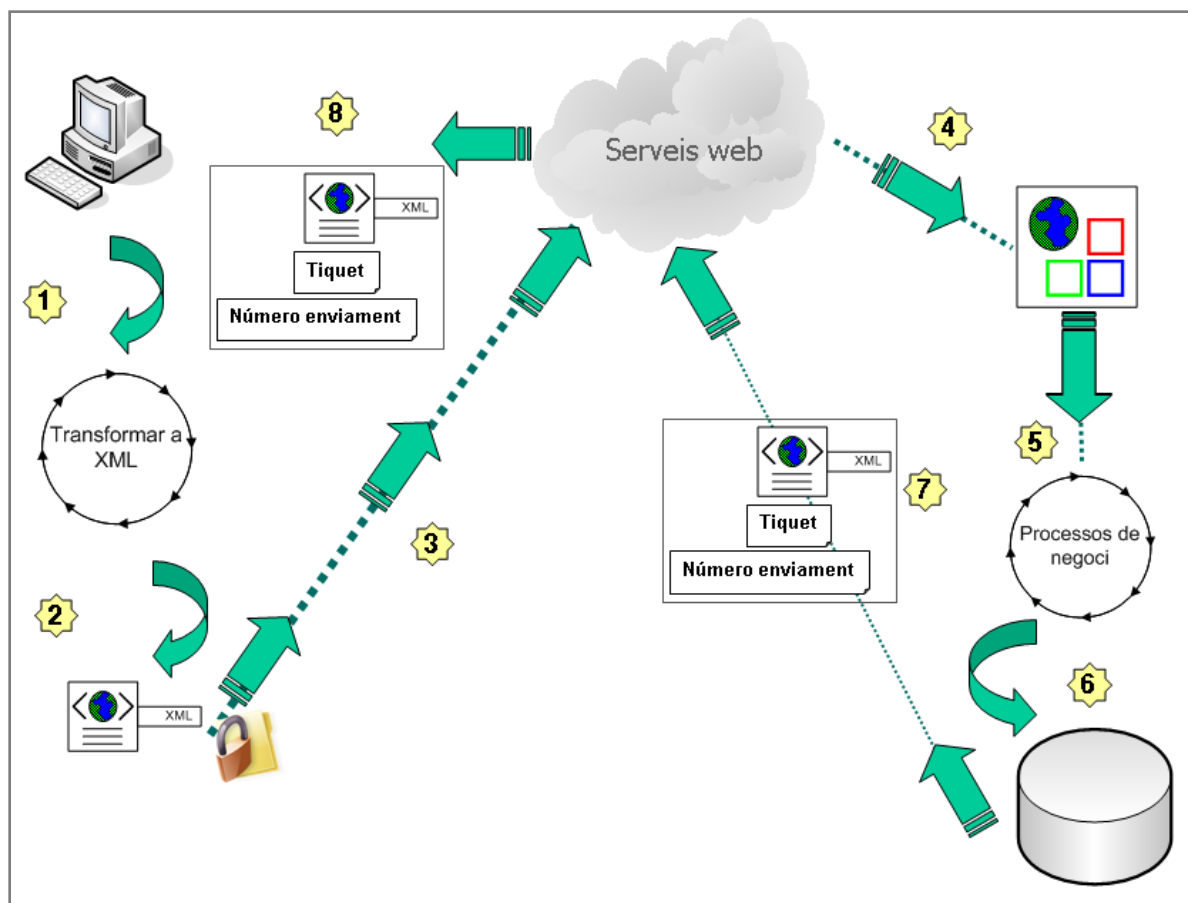 8
Serveis web
4
XML
Tiquet
Número enviament
1
Transformar a
XML
3
2
XML
XML
7
Tiquet
Número enviament
5
Processos de
negoci
6